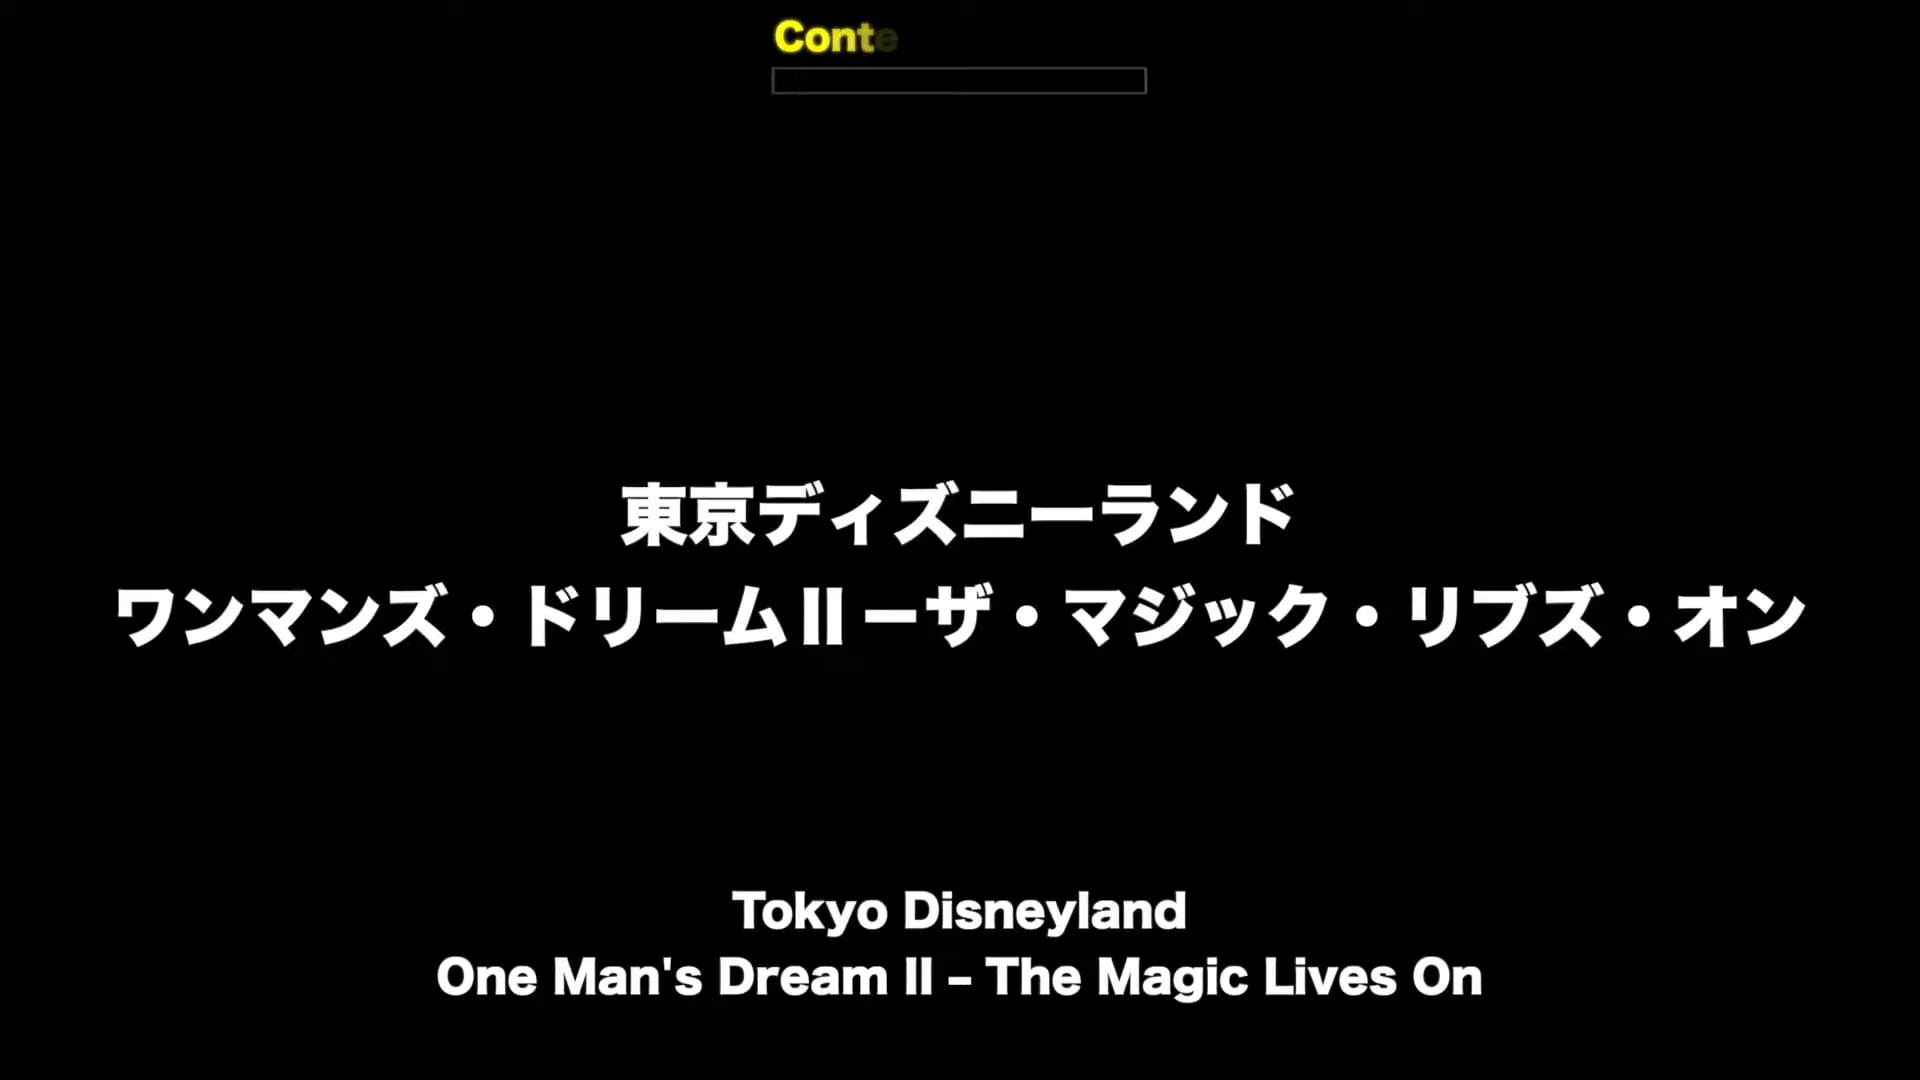 Conte
東京ディズニーランド
ワンマンズ・ドリームⅡーザ・マジック・リブズ・オン
Tokyo Disneyland
One Man's Dream II – The Magic Lives On